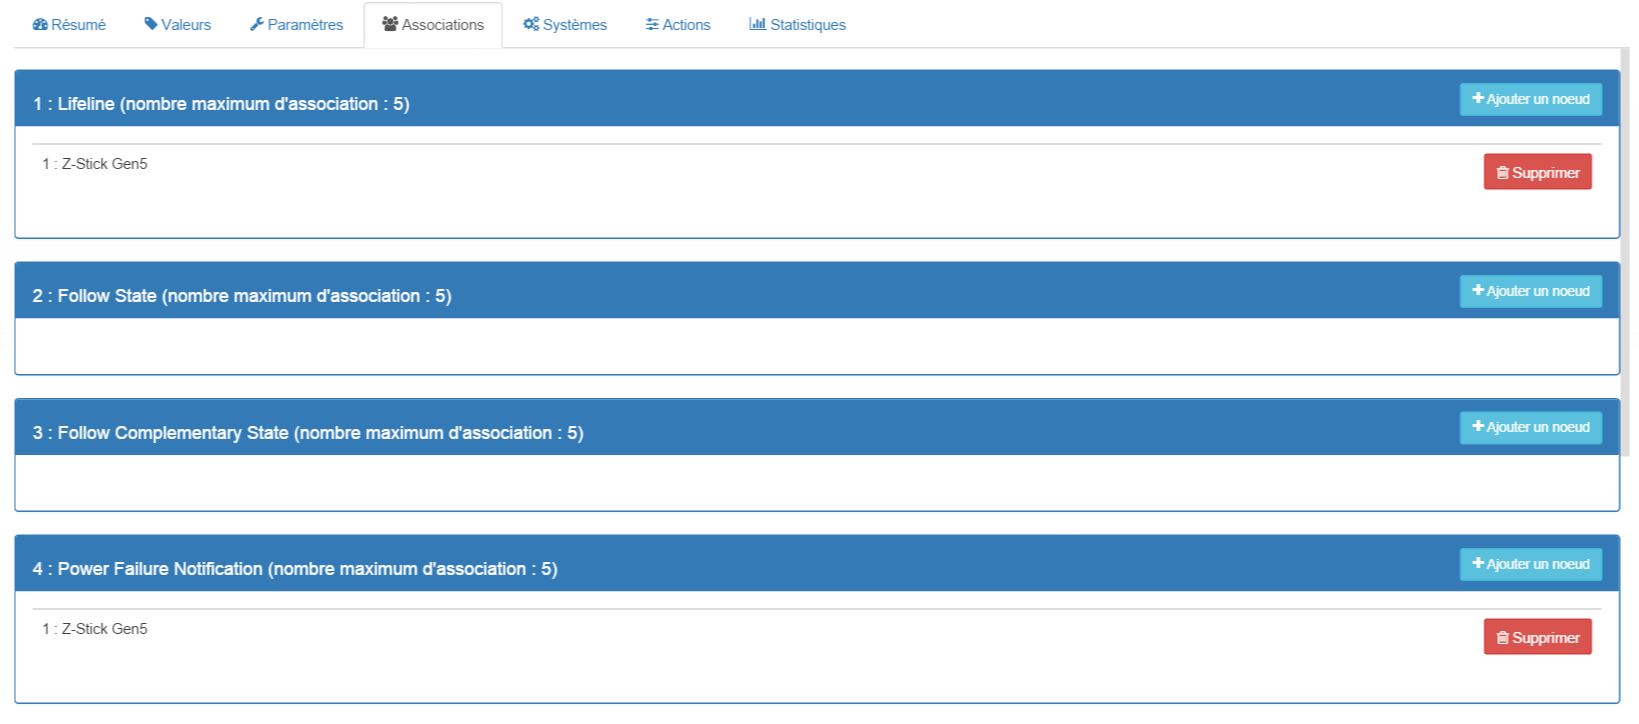 Résumé Valeurs Paramètres Associations Systèmes Actions Statistiques
1 : Lifeline (nombre maximum d'association : 5) Ajouter un noeud
1 : Z-Stick Gen5 Supprimer
2 : Follow State (nombre maximum d'association : 5) Ajouter un noeud
3 : Follow Complementary State (nombre maximum d'association : 5) Ajouter un noeud
4 : Power Failure Notification (nombre maximum d'association : 5) Ajouter un noeud
1 : Z-Stick Gen5 Supprimer